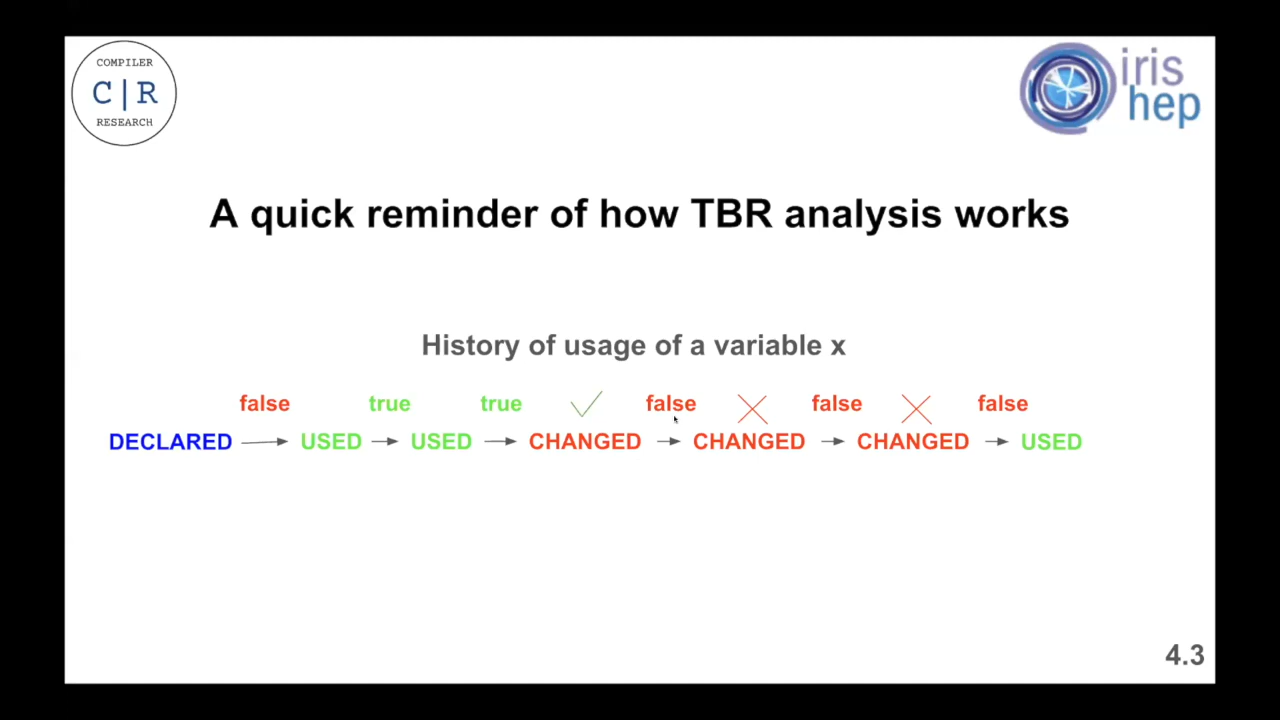 COMPILER
C|R
RESEARCH
iris
hep
A quick reminder of how TBR analysis works
History of usage of a variable x
false true true false false false
DECLARED USED USED CHANGED CHANGED CHANGED USED
4.3